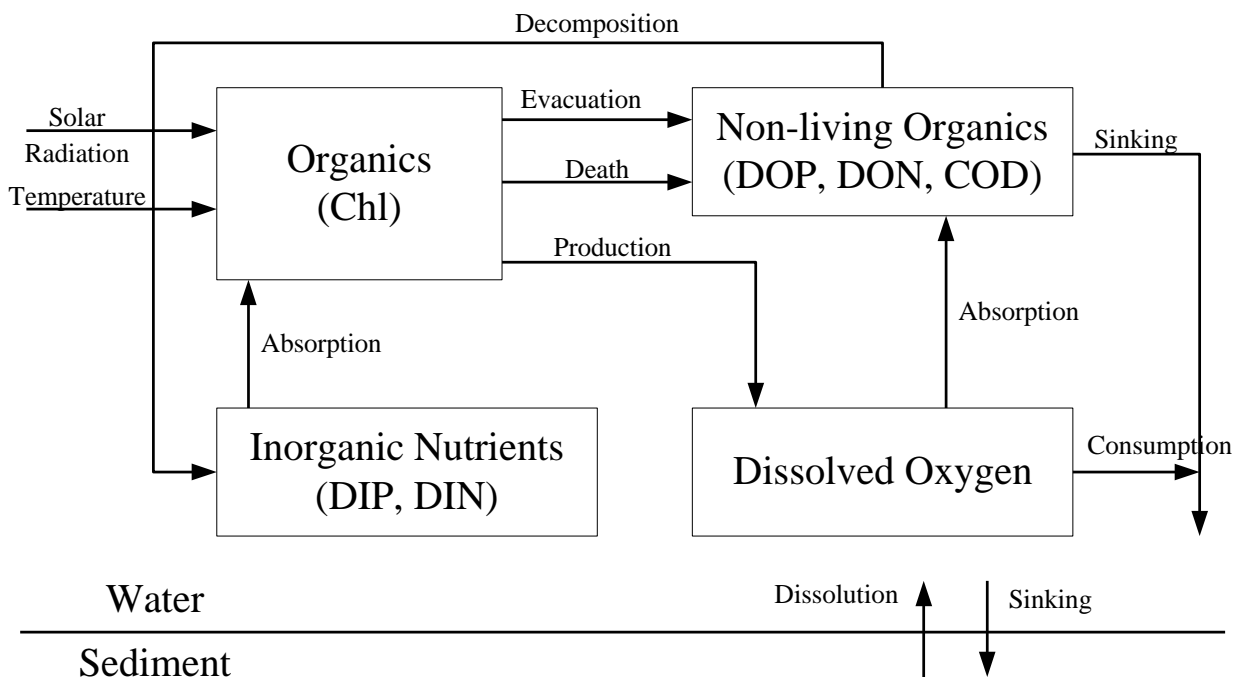 Decomposition
Solar
Radiation
Temperature
Organics
(Chl)
Evacuation
Death
Production
Non-living Organics
(DOP, DON, COD)
Sinking
Absorption
Absorption
Inorganic Nutrients
(DIP, DIN)
Dissolved Oxygen
Consumption
Water
Dissolution
Sinking
Sediment